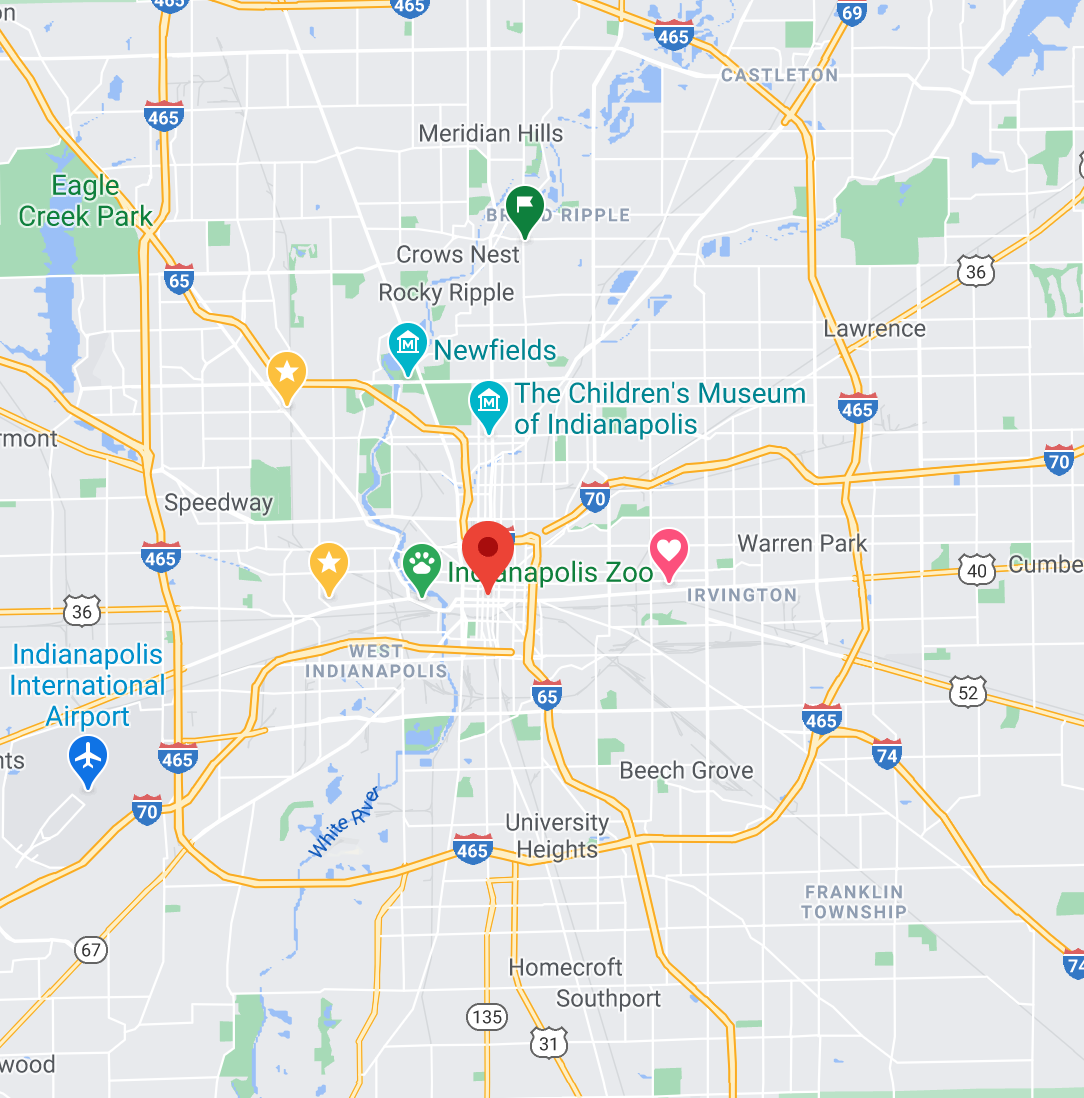 on
465
465
69
465
CASTLETON
465
Meridian Hills
Eagle
Creek Park
BROAD RIPPLE
Crows Nest
36
65
Rocky Ripple
Lawrence
Newfields
The Children's Museum
of Indianapolis
465
rmont
70
Speedway
70
465
Warren Park
Indianapolis Zoo
40
Cumbe
IRVINGTON
36
WEST
INDIANAPOLIS
Indianapolis
International
Airport
65
52
465
nts
465
74
Beech Grove
70
White River
University
Heights
465
FRANKLIN
TOWNSHIP
67
Homecroft
74
Southport
135
31
wood